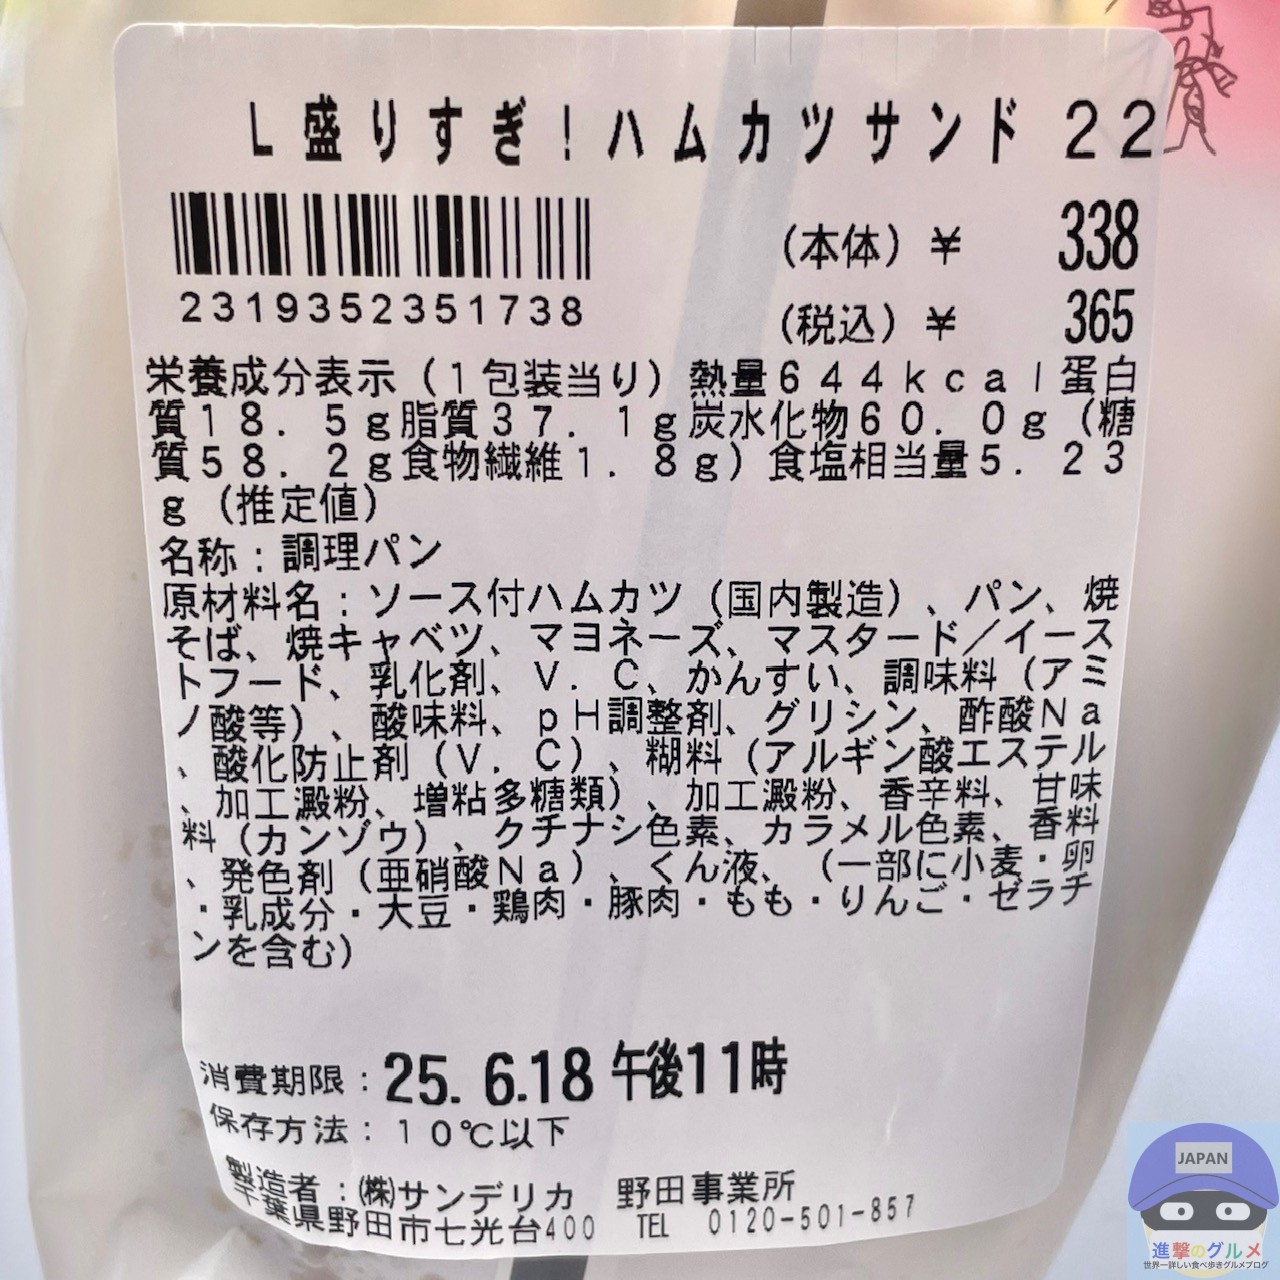 L盛りすぎ！ハムカツサンド 22
(本体) ¥ 338
2319352351738
(税込) ¥ 365
栄養成分表示（１包装当り）熱量６４４ｋｃａｌ蛋白
質１８．５ｇ脂質３７．１ｇ炭水化物６０．０ｇ（糖
質５８．２ｇ食物繊維１．８ｇ）食塩相当量５．２３
ｇ（推定値）
名称：調理パン
原材料名：ソース付ハムカツ（国内製造）、パン、焼
そば、焼キャベツ、マヨネーズ、マスタード／イース
トフード、乳化剤、Ｖ．Ｃ、かんすい、調味料（アミ
ノ酸等）、酸味料、ｐＨ調整剤、グリシン、酢酸Ｎａ
、酸化防止剤（Ｖ．Ｃ）、糊料（アルギン酸エステル
、加工澱粉、増粘多糖類）、加工澱粉、香辛料、甘味
料（カンゾウ）、クチナシ色素、カラメル色素、香料
、発色剤（亜硝酸Ｎａ）、くん液、（一部に小麦・卵
・乳成分・大豆・鶏肉・豚肉・もも・りんご・ゼラチ
ンを含む）
消費期限：25. 6.18 午後11時
保存方法：１０℃以下
製造者：㈱サンデリカ 野田事業所
千葉県野田市七光台400 TEL 0120-501-857
JAPAN
進撃のグルメ
世界一詳しい食べ歩きグルメブログ